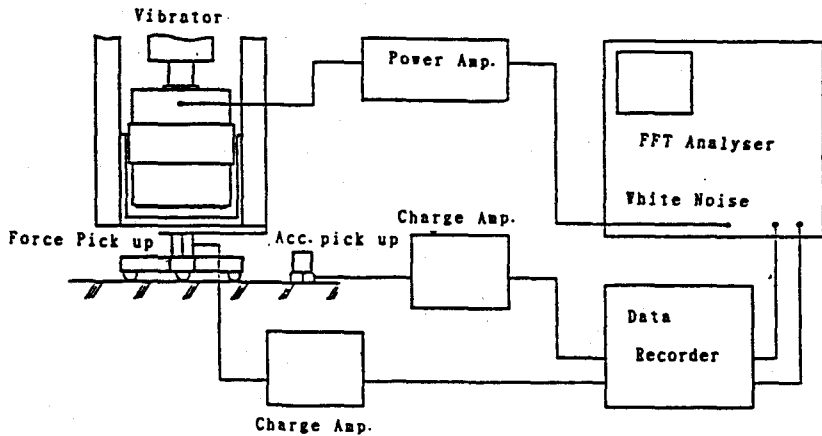 Vibrator
Power Amp.
FFT Analyser
White Noise
Charge Amp.
Force Pick up
Acc. pick up
Data
Recorder
Charge Amp.